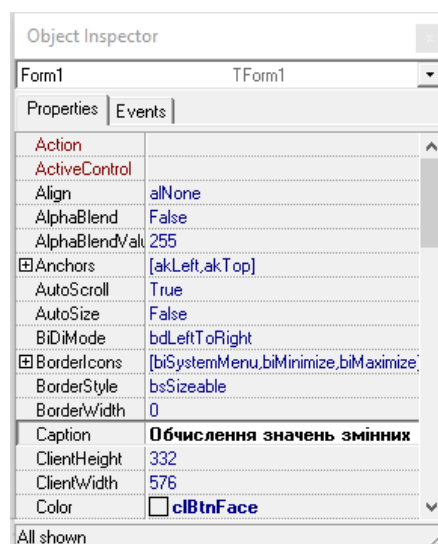 Object Inspector
Form1 TForm1
Properties Events
Action
ActiveControl
Align alNone
AlphaBlend False
AlphaBlendVal 255
Anchors [akLeft,akTop]
AutoScroll True
AutoSize False
BiDiMode bdLeftToRight
BorderIcons [biSystemMenu,biMinimize,biMaximize]
BorderStyle bsSizeable
BorderWidth 0
Caption Обчислення значень змінних
ClientHeight 332
ClientWidth 576
Color clBtnFace
All shown